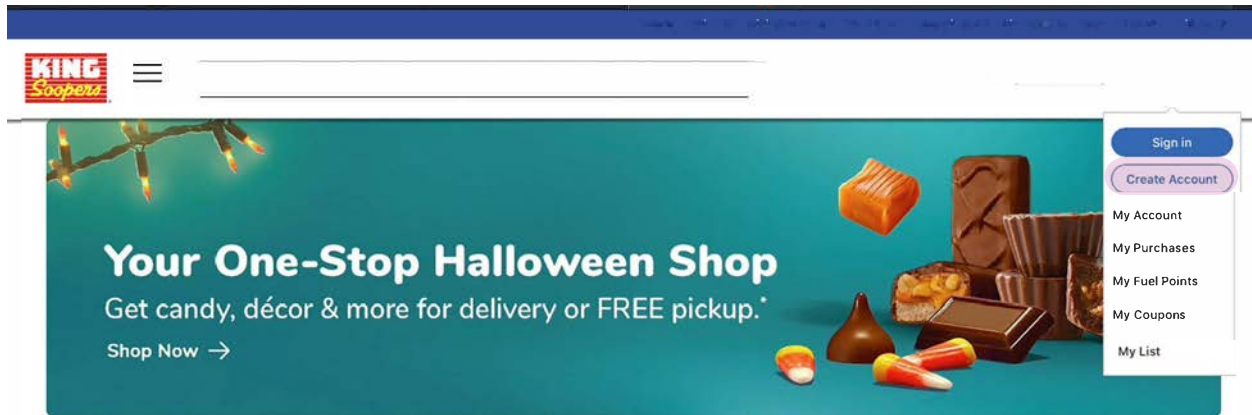 KING
Soopers
Sign in
Create Account
My Account
My Purchases
My Fuel Points
My Coupons
My List
Your One-Stop Halloween Shop
Get candy, décor & more for delivery or FREE pickup.*
Shop Now →